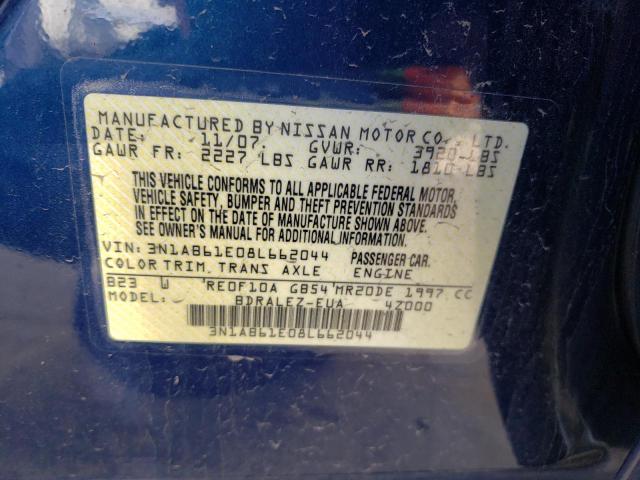 MANUFACTURED BY NISSAN MOTOR CO., LTD.
DATE: 11/07 GVWR: 3920 LBS
GAWR FR: 2227 LBS GAWR RR: 1810 LBS
THIS VEHICLE CONFORMS TO ALL APPLICABLE FEDERAL MOTOR
VEHICLE SAFETY, BUMPER AND THEFT PREVENTION STANDARDS
IN EFFECT ON THE DATE OF MANUFACTURE SHOWN ABOVE.
SEE OWNER'S MANUAL FOR OTHER INFORMATION
VIN: 3N1AB61E08L662044 PASSENGER CAR.
COLOR TRIM, TRANS AXLE ENGINE
B23 W RE0F10A GB54 MR20DE 1997 CC
MODEL: BDRALEZ-EUA 47000
3N1AB61E08L662044